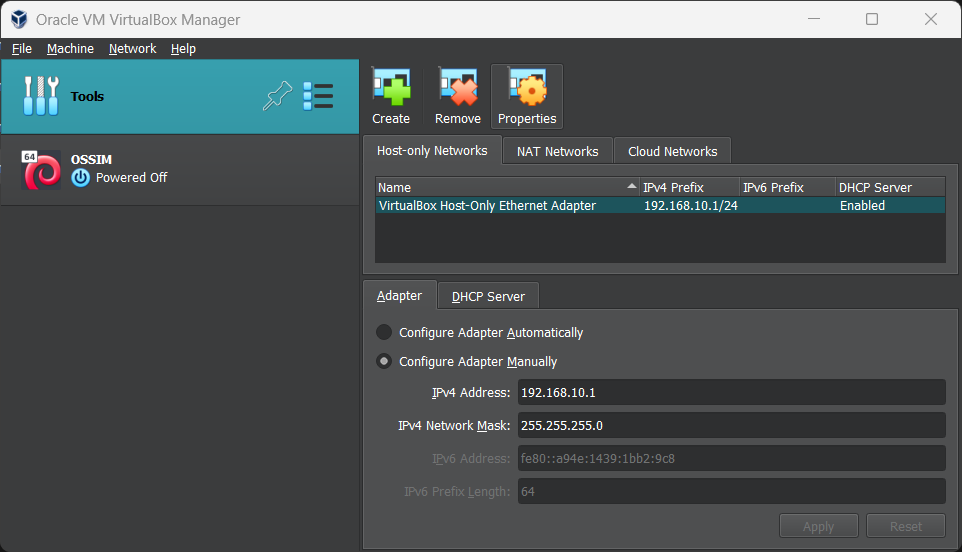 Oracle VM VirtualBox Manager
File Machine Network Help
Tools
64
OSSIM
Powered Off
Create Remove Properties
Host-only Networks NAT Networks Cloud Networks
Name IPv4 Prefix IPv6 Prefix DHCP Server
VirtualBox Host-Only Ethernet Adapter 192.168.10.1/24 Enabled
Adapter DHCP Server
Configure Adapter Automatically
Configure Adapter Manually
IPv4 Address: 192.168.10.1
IPv4 Network Mask: 255.255.255.0
IPv6 Address: fe80::a94e:1439:1bb2:9c8
IPv6 Prefix Length: 64
Apply Reset